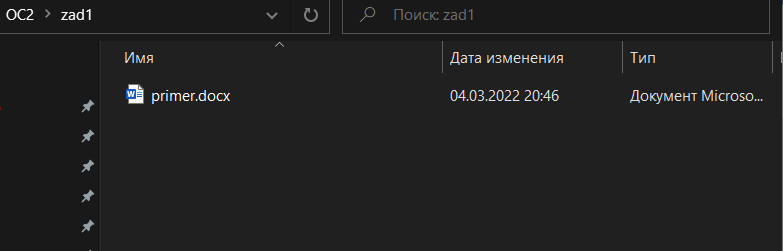 ОС2 zad1 Поиск: zad1
Имя Дата изменения Тип
primer.docx 04.03.2022 20:46 Документ Microso...